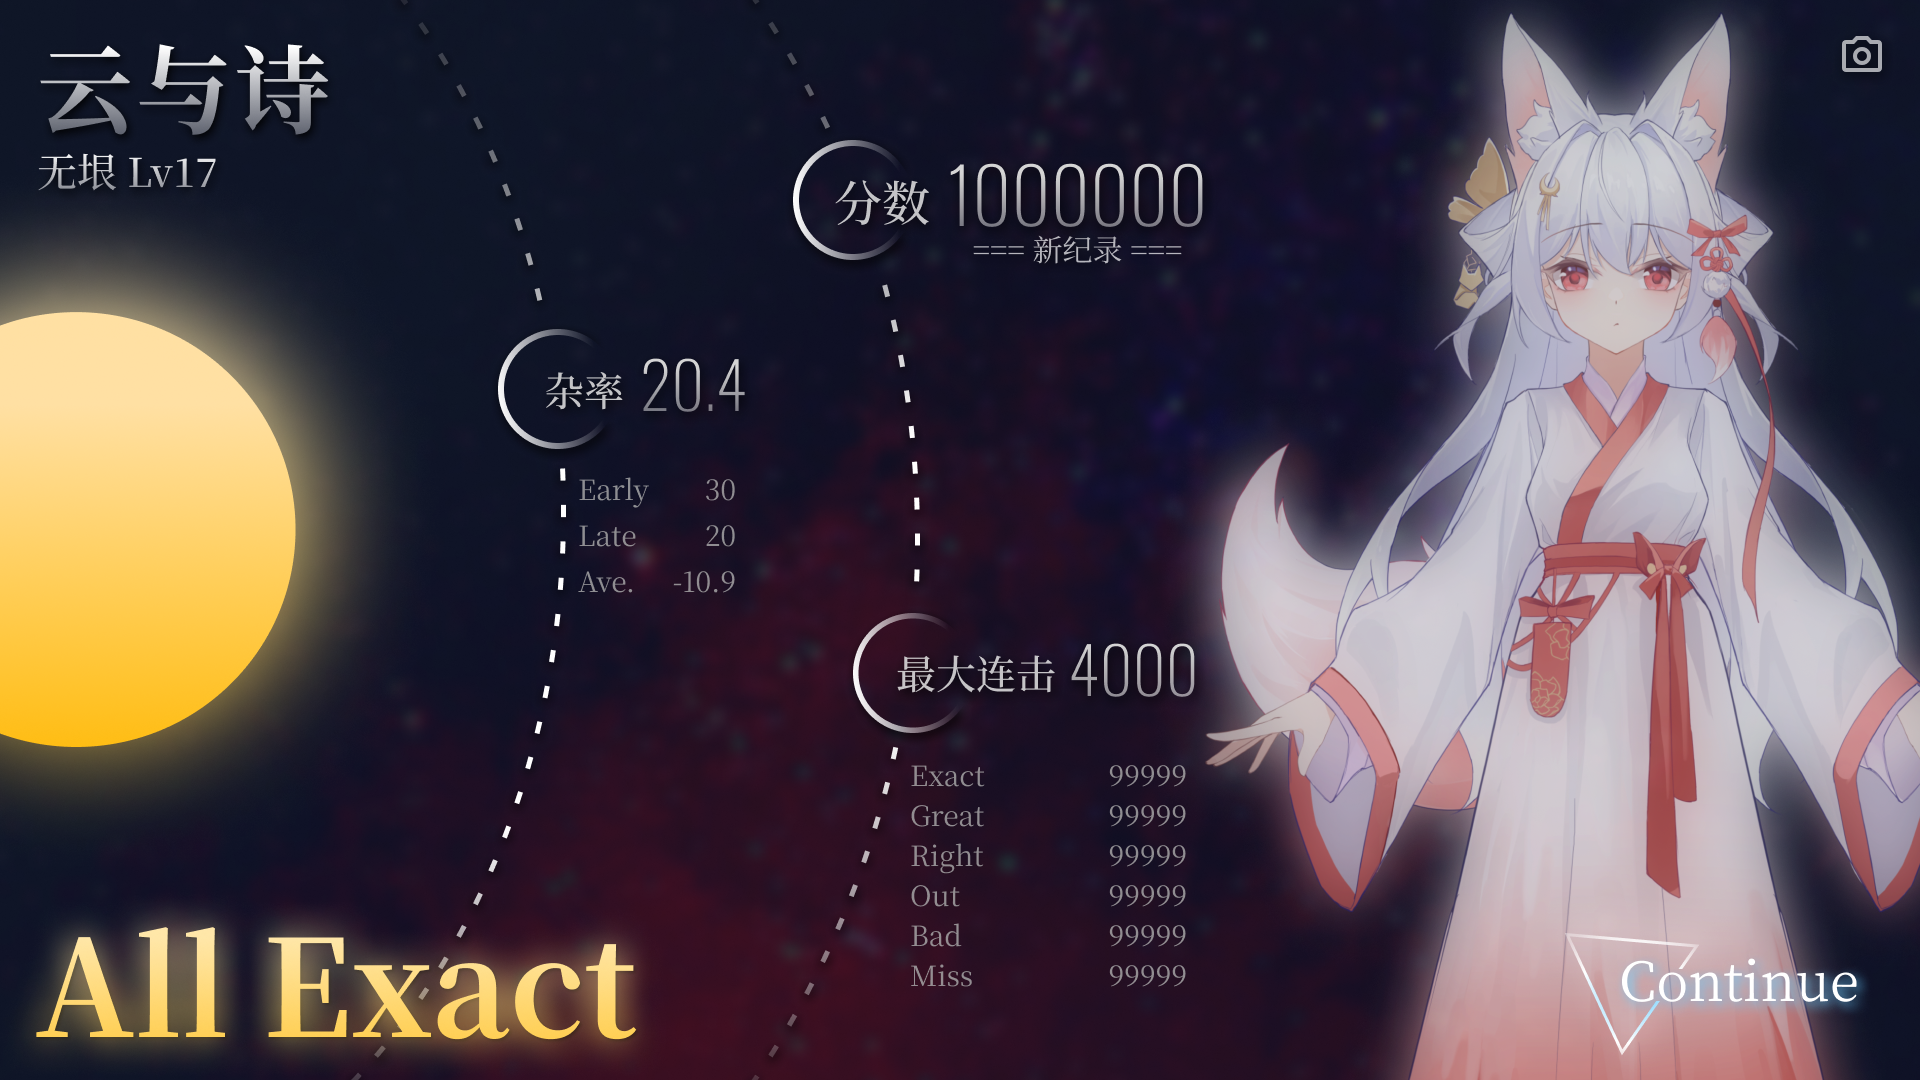 云与诗
无垠 Lv17
分数 1000000
=== 新纪录 ===
杂率 20.4
Early 30
Late 20
Ave. -10.9
最大连击 4000
Exact 99999
Great 99999
Right 99999
Out 99999
Bad 99999
Miss 99999
All Exact
Continue